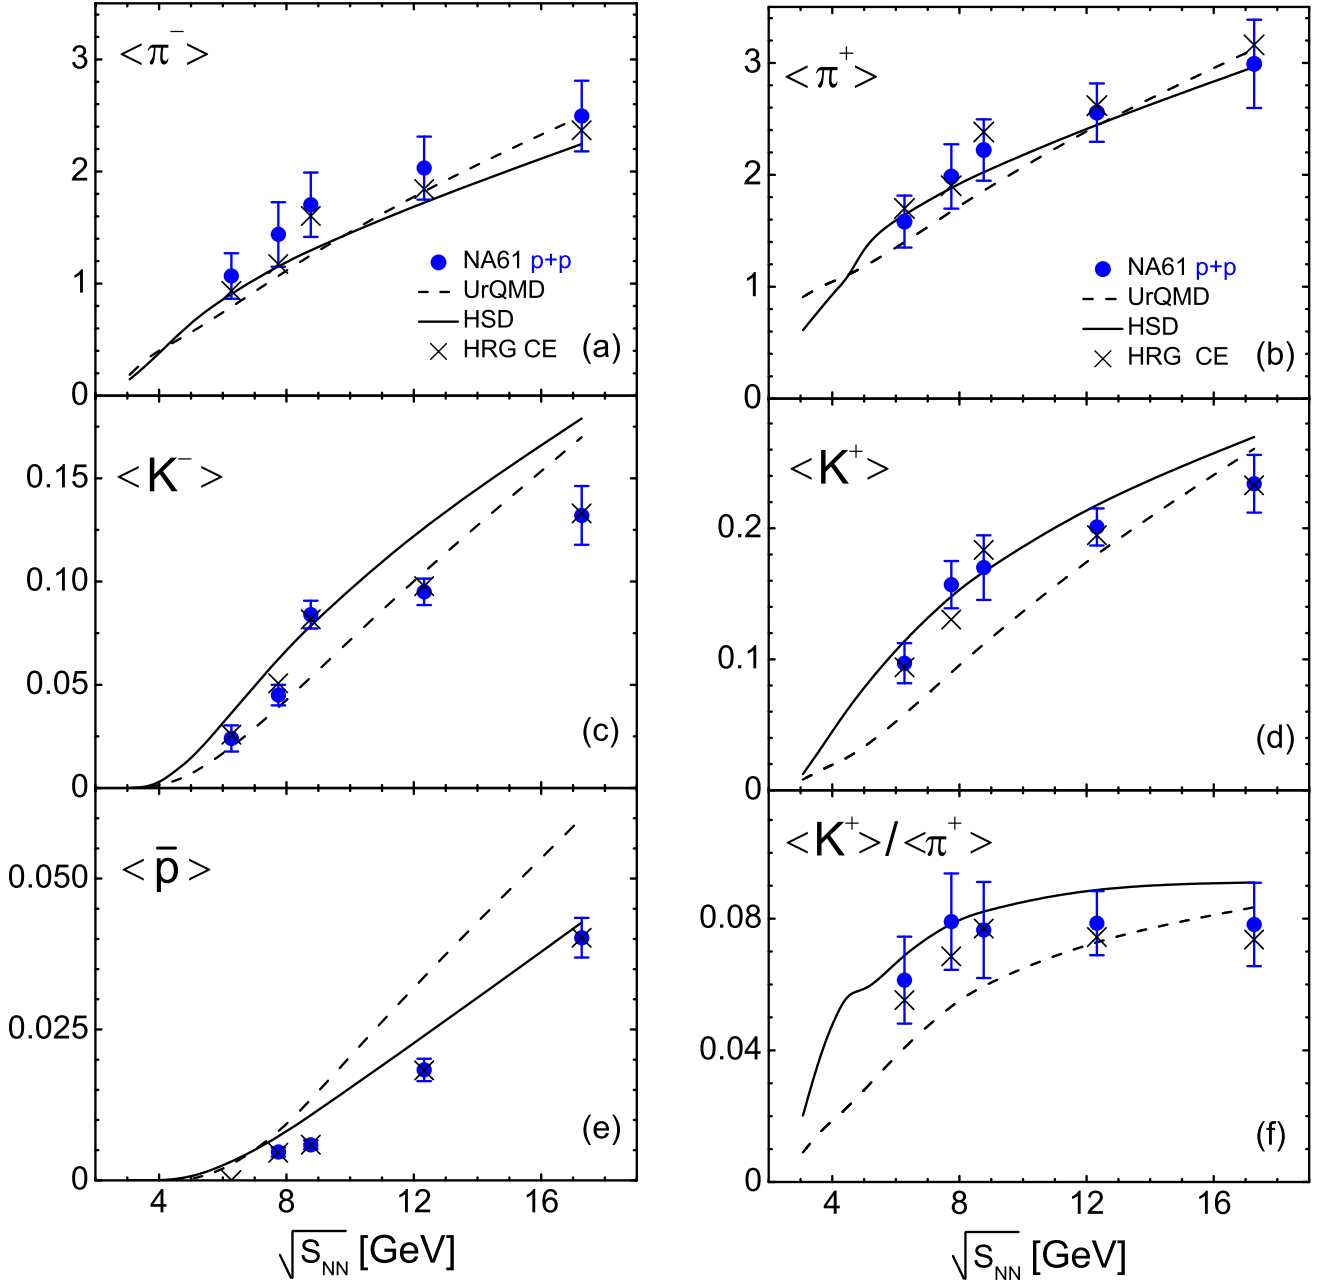 <π⁻>
3
2
1
0
NA61 p+p
UrQMD
HSD
HRG CE
(a)
<π⁺>
3
2
1
0
NA61 p+p
UrQMD
HSD
HRG CE
(b)
<K⁻>
0.15
0.10
0.05
0
(c)
<K⁺>
0.2
0.1
0
(d)
<p̄>
0.050
0.025
0
(e)
4 8 12 16
√S_NN [GeV]
<K⁺>/<π⁺>
0.08
0.04
0
(f)
4 8 12 16
√S_NN [GeV]